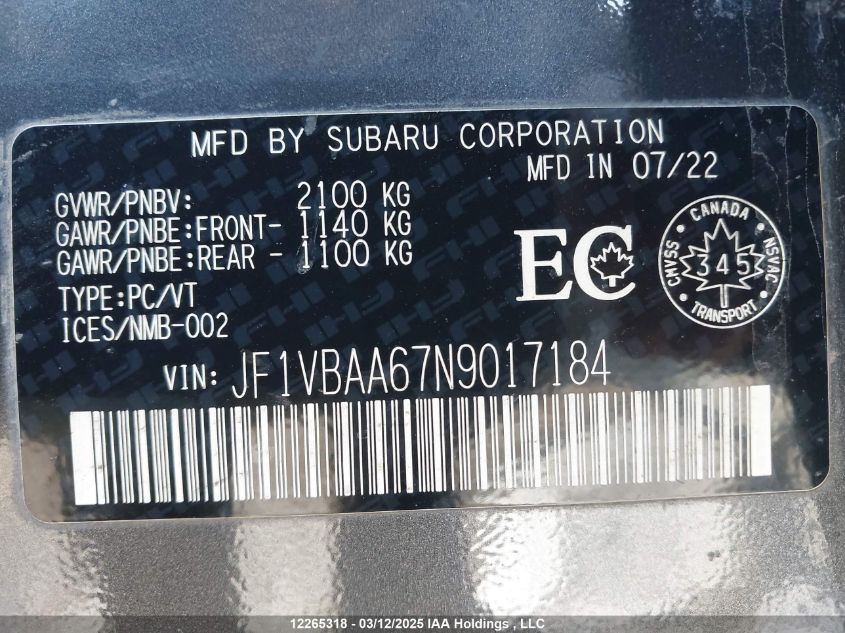 MFD BY SUBARU CORPORATION
MFD IN 07/22
GVWR/PNBV: 2100 KG
GAWR/PNBE:FRONT- 1140 KG
GAWR/PNBE:REAR - 1100 KG
TYPE:PC/VT
ICES/NMB-002
EC
CANADA
CMVSS 345 NSVAC
TRANSPORT
VIN: JF1VBAA67N9017184
12265318 - 03/12/2025 IAA Holdings , LLC